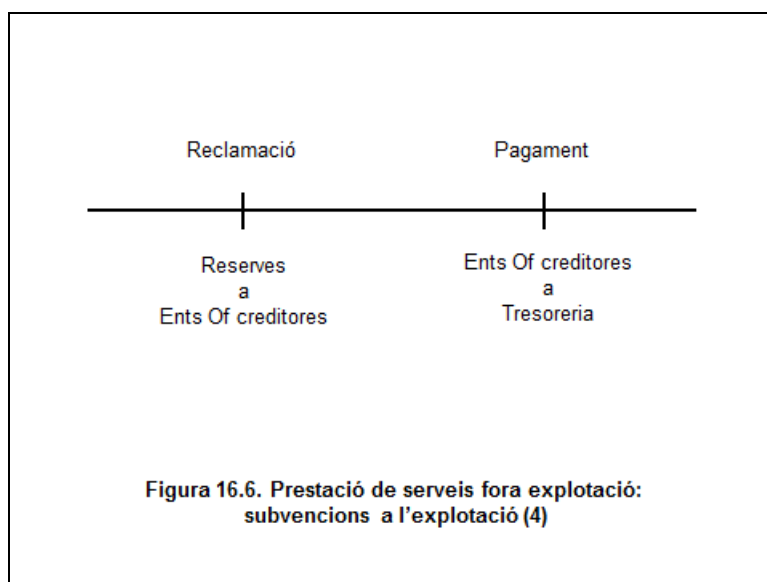 Reclamació
Pagament
Reserves
a
Ents Of creditores
Ents Of creditores
a
Tresoreria
Figura 16.6. Prestació de serveis fora explotació:
subvencions a l'explotació (4)